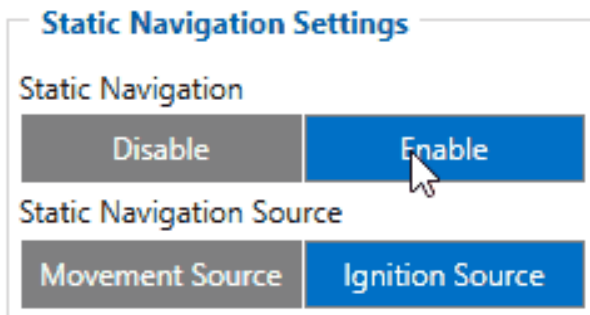 Static Navigation Settings
Static Navigation
Disable Enable
Static Navigation Source
Movement Source Ignition Source